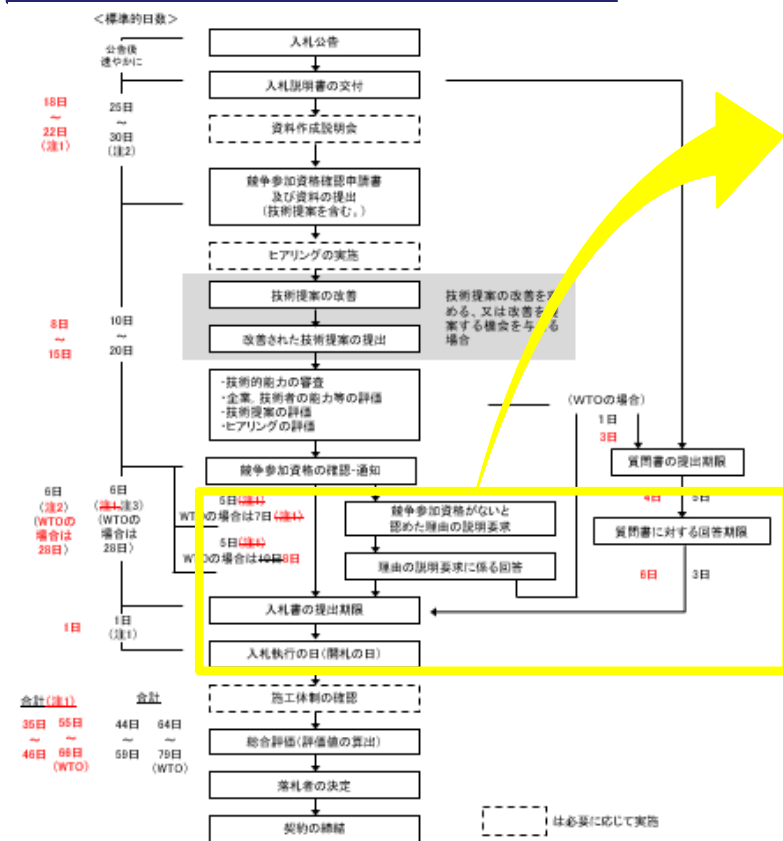 ＜標準的日数＞
公告後
速やかに
入札公告
入札説明書の交付
18日
～
22日
(注1)
25日
～
30日
(注2)
資料作成説明会
競争参加資格確認申請書
及び資料の提出
(技術提案を含む。)
ヒアリングの実施
技術提案の改善
改善された技術提案の提出
技術提案の改善を
める、又は改善を
案する機会を与
場合
8日
～
15日
10日
～
20日
・技術的能力の審査
・企業、技術者の能力等の評価
・技術提案の評価
・ヒアリングの評価
(WTOの場合)
1日
3日
競争参加資格の確認・通知
質問書の提出期限
6日
(注2)
(WTOの
場合は
28日)
6日
(注1,注3)
(WTOの
場合は
28日)
5日(注1)
WTOの場合は7日(注1)
5日(注1)
WTOの場合は10日8日
競争参加資格がないと
認めた理由の説明要求
理由の説明要求に係る回答
4日 5日
質問書に対する回答期限
6日 3日
入札書の提出期限
1日
1日
(注1)
入札執行の日(開札の日)
施工体制の確認
合計(注1)
35日 55日
～ ～
46日 66日
(WTO)
合計
44日 64日
～ ～
59日 79日
(WTO)
総合評価(評価値の算出)
落札者の決定
契約の締結
は必要に応じて実施